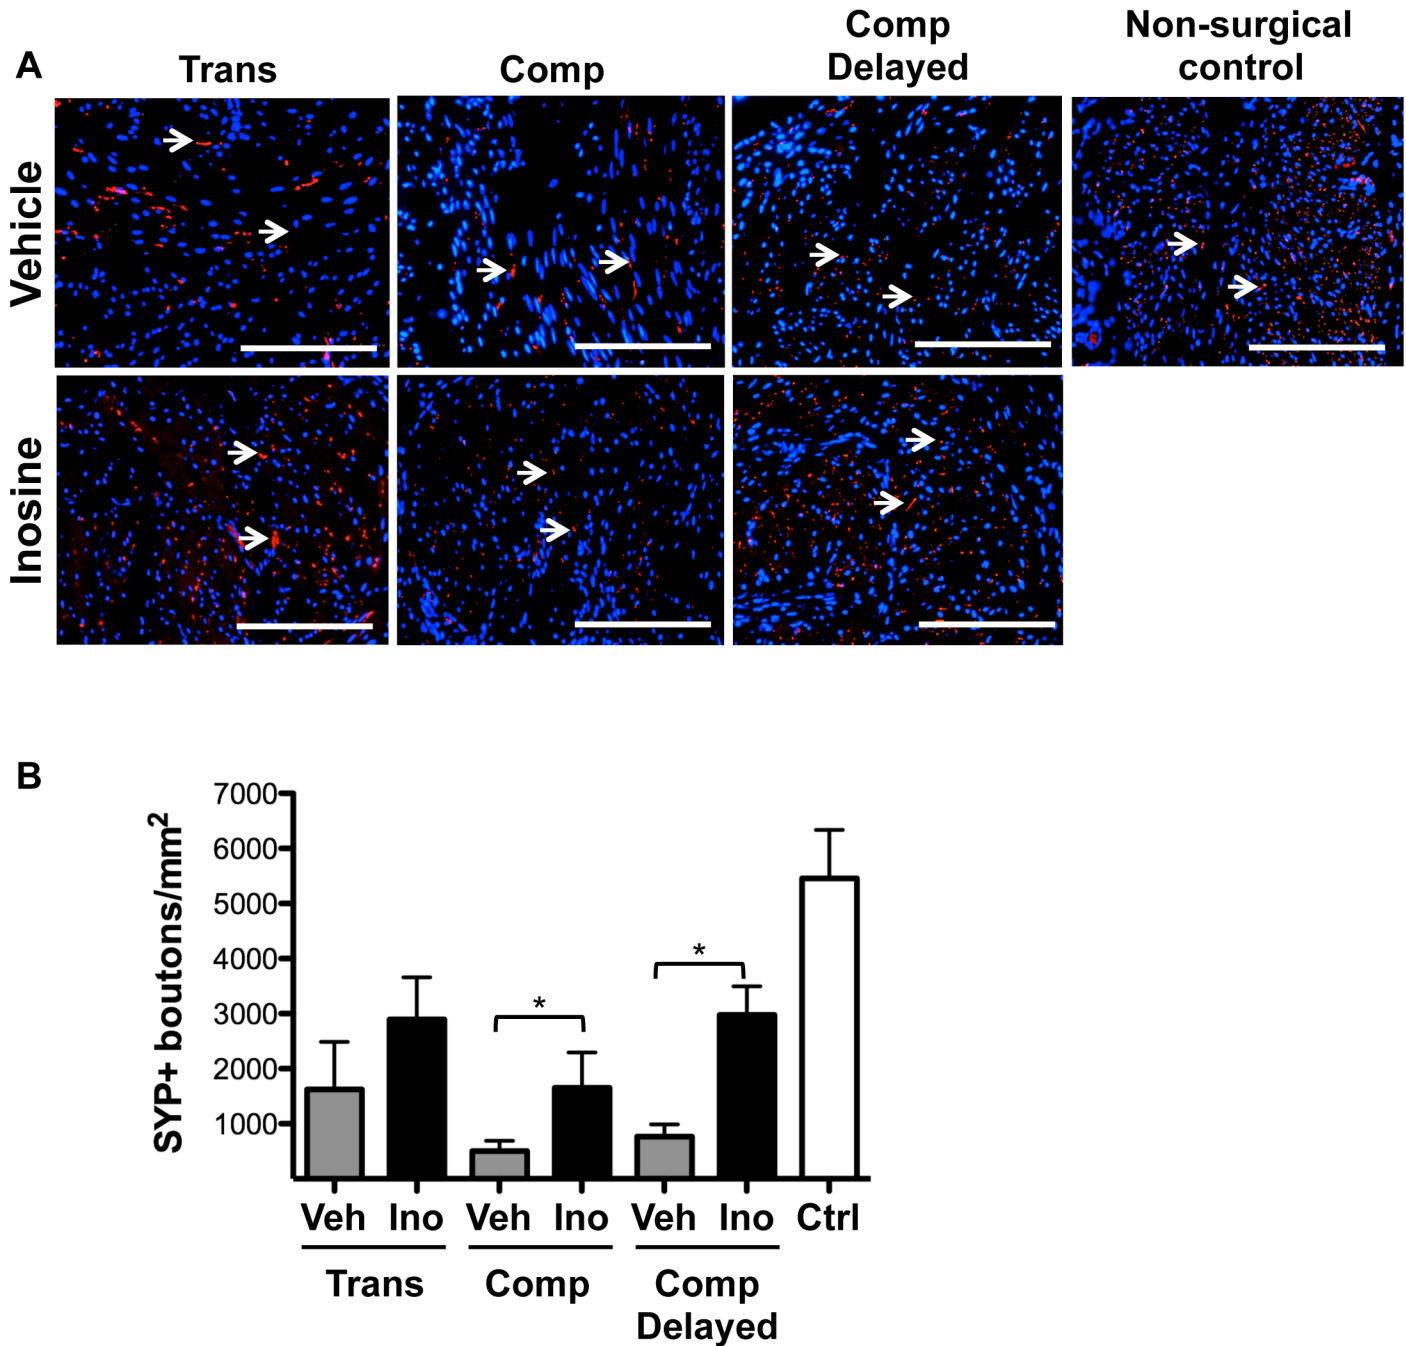 A
Trans
Comp
Comp
Delayed
Non-surgical
control
Vehicle
Inosine
B
SYP+ boutons/mm²
7000
6000
5000
4000
3000
2000
1000
*
*
Veh Ino Veh Ino Veh Ino Ctrl
Trans Comp Comp
Delayed